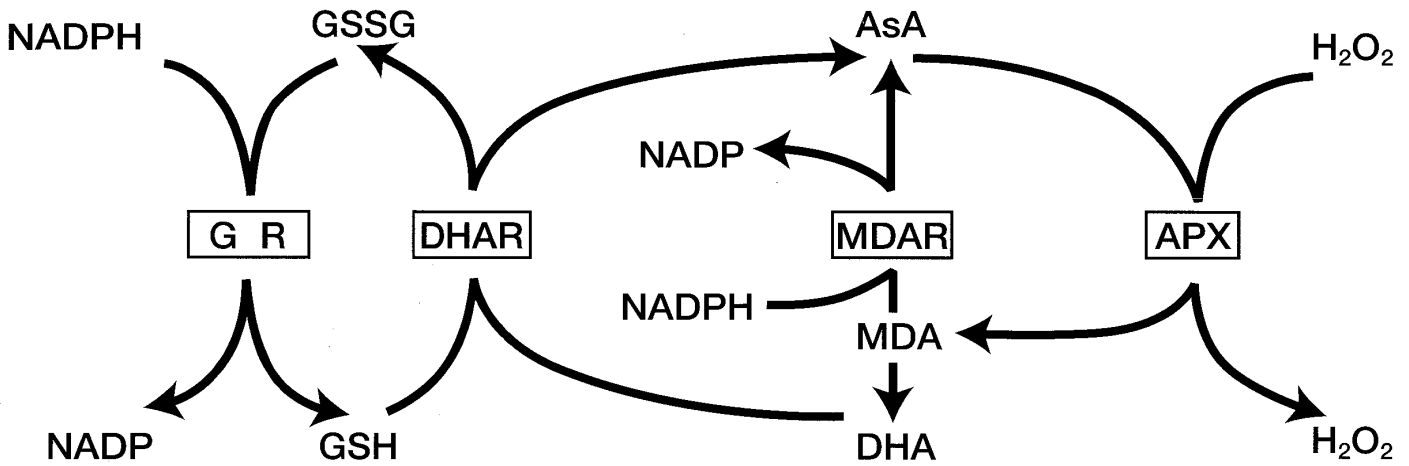 NADPH
GSSG
AsA
H₂O₂
NADP
G R
DHAR
MDAR
APX
NADPH
MDA
NADP
GSH
DHA
H₂O₂